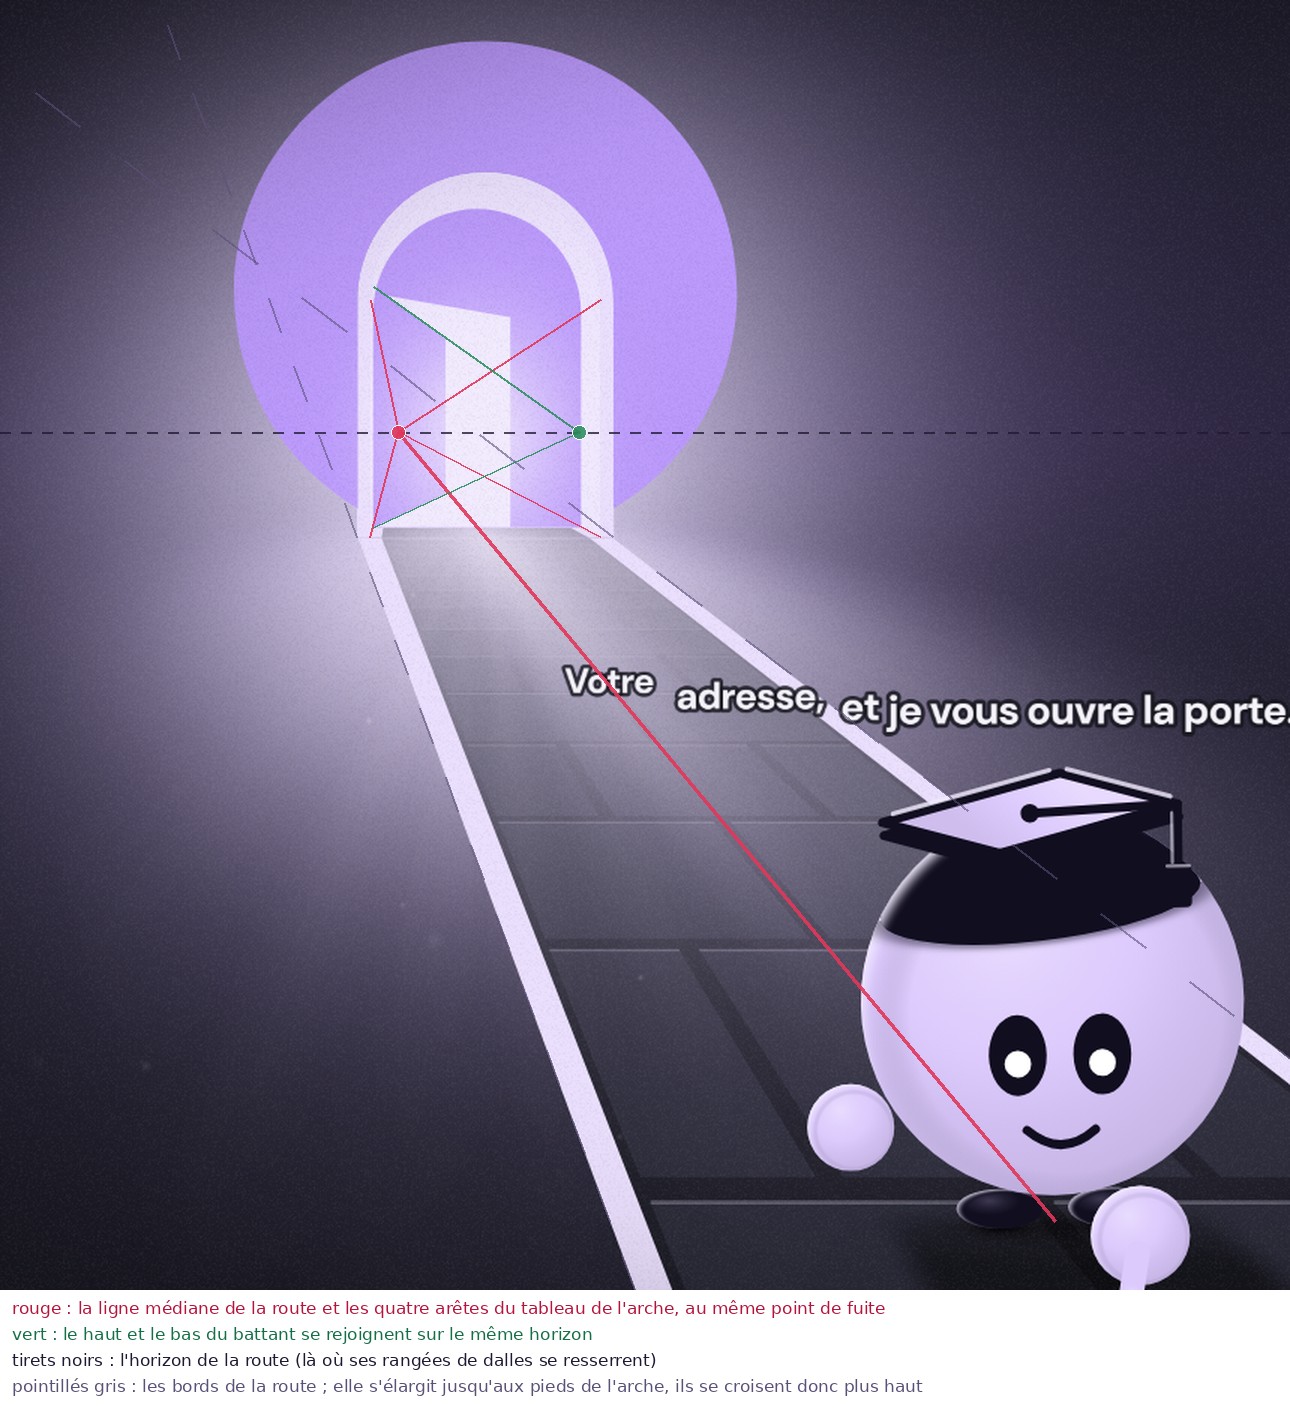 Votre adresse, et je vous ouvre la porte.
rouge : la ligne médiane de la route et les quatre arêtes du tableau de l'arche, au même point de fuite
vert : le haut et le bas du battant se rejoignent sur le même horizon
tirets noirs : l'horizon de la route (là où ses rangées de dalles se resserrent)
pointillés gris : les bords de la route ; elle s'élargit jusqu'aux pieds de l'arche, ils se croisent donc plus haut